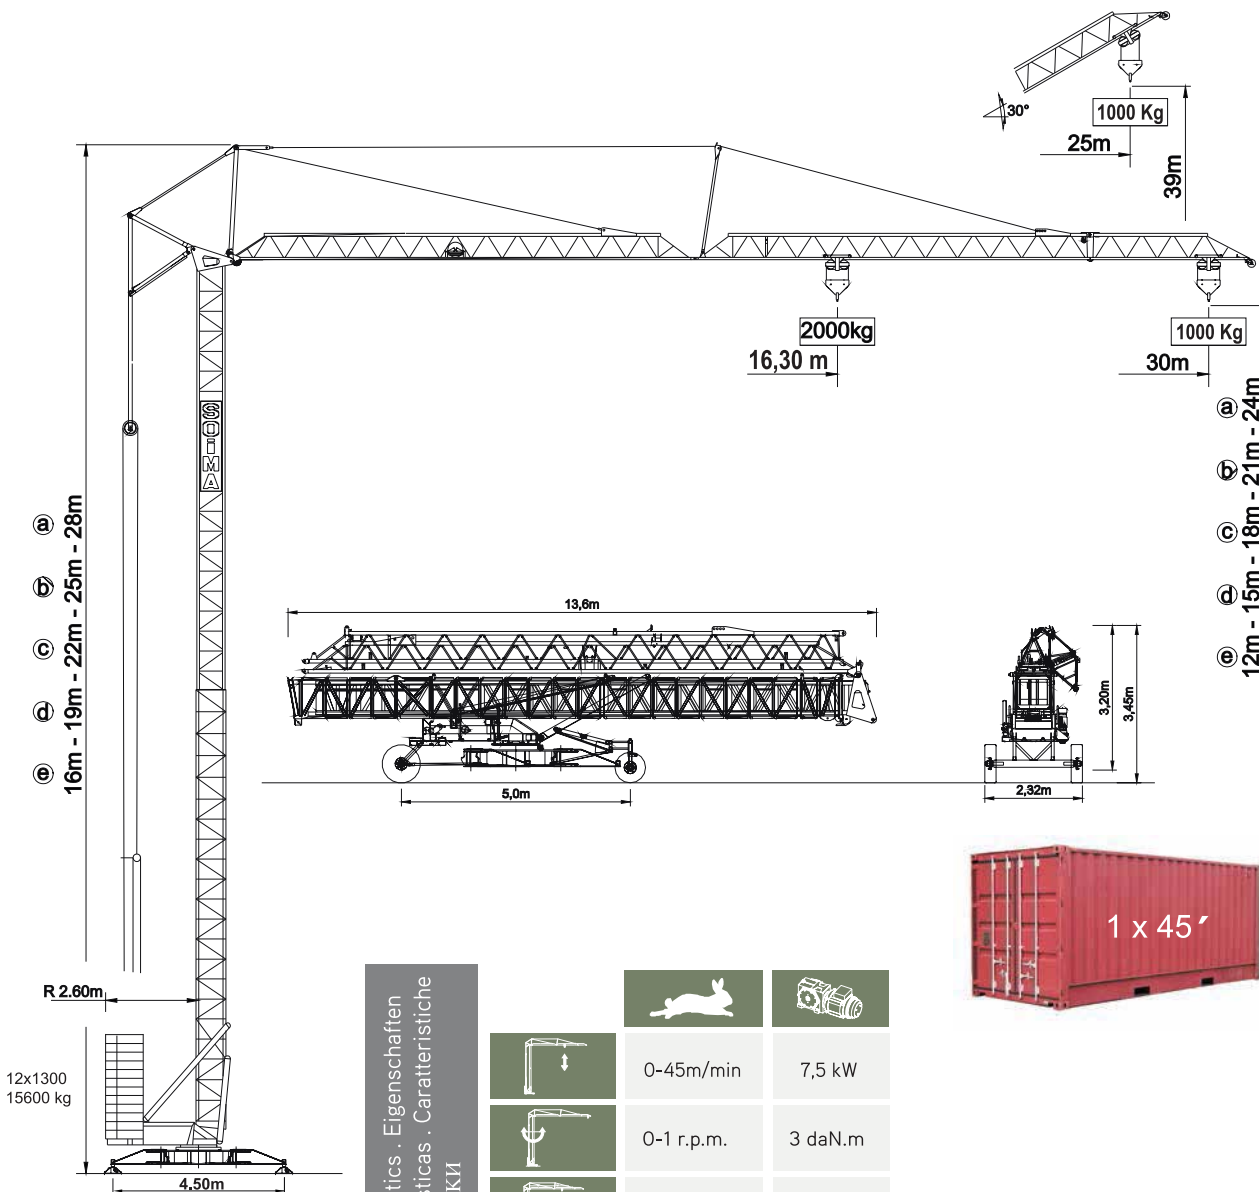 30°
1000 Kg
25m
39m
2000kg
16,30 m
1000 Kg
30m
SOiMA
a
b
c
d
e
16m - 19m - 22m - 25m - 28m
a
b
c
d
e
12m - 15m - 18m - 21m - 24m
13,6m
5,0m
3,20m
3,45m
2,32m
1 x 45´
R 2.60m
12x1300
15600 kg
4.50m
tics . Eigenschaften
sticas . Caratteristiche
КИ
0-45m/min
7,5 kW
0-1 r.p.m.
3 daN.m